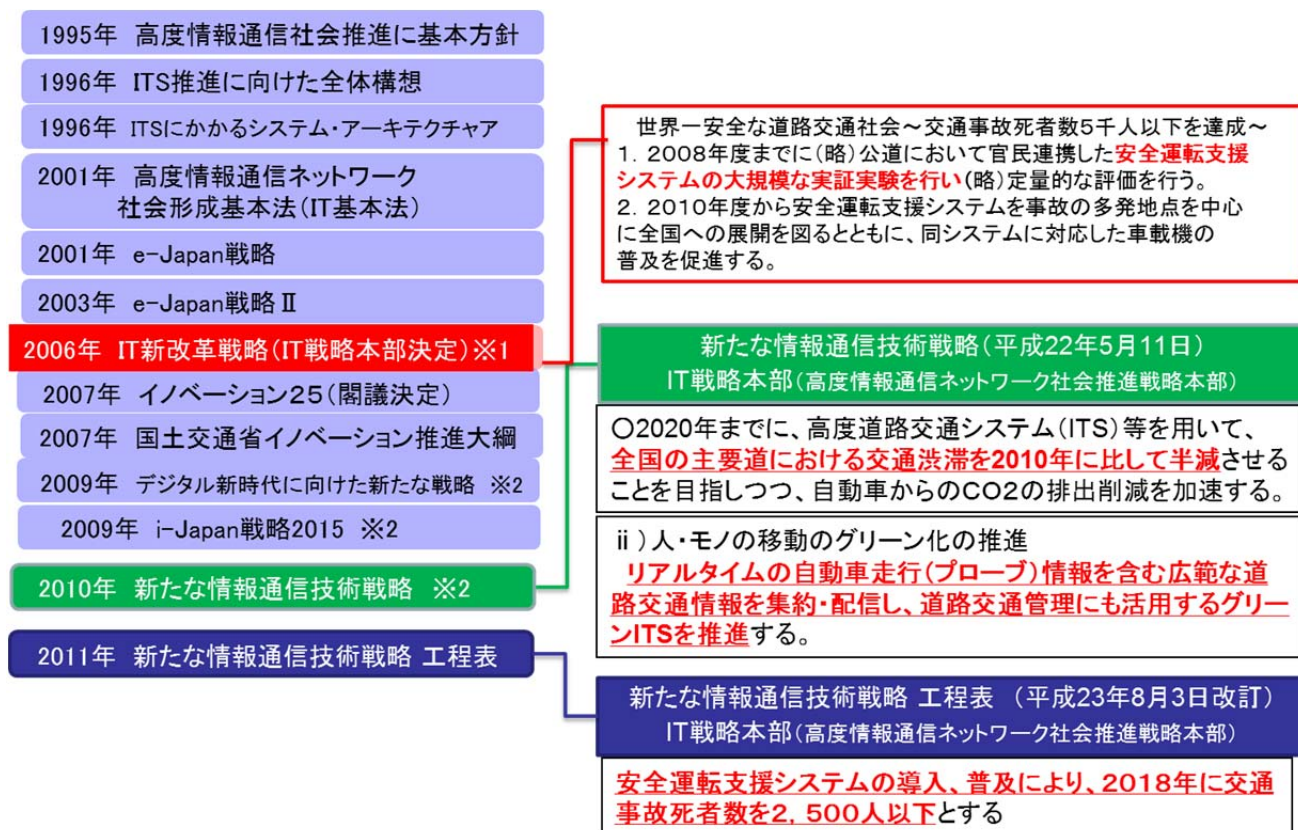 1995年 高度情報通信社会推進に基本方針
1996年 ITS推進に向けた全体構想
1996年 ITSにかかるシステム・アーキテクチャア
2001年 高度情報通信ネットワーク
社会形成基本法(IT基本法)
2001年 e-Japan戦略
2003年 e-Japan戦略Ⅱ
2006年 IT新改革戦略(IT戦略本部決定)※1
2007年 イノベーション25(閣議決定)
2007年 国土交通省イノベーション推進大綱
2009年 デジタル新時代に向けた新たな戦略 ※2
2009年 i-Japan戦略2015 ※2
2010年 新たな情報通信技術戦略 ※2
2011年 新たな情報通信技術戦略 工程表
世界一安全な道路交通社会~交通事故死者数5千人以下を達成~
1.2008年度までに(略)公道において官民連携した安全運転支援
システムの大規模な実証実験を行い(略)定量的な評価を行う。
2.2010年度から安全運転支援システムを事故の多発地点を中心
に全国への展開を図るとともに、同システムに対応した車載機の
普及を促進する。
新たな情報通信技術戦略(平成22年5月11日)
IT戦略本部(高度情報通信ネットワーク社会推進戦略本部)
○2020年までに、高度道路交通システム(ITS)等を用いて、
全国の主要道における交通渋滞を2010年に比して半減させる
ことを目指しつつ、自動車からのCO2の排出削減を加速する。
ⅱ)人・モノの移動のグリーン化の推進
リアルタイムの自動車走行(プローブ)情報を含む広範な道
路交通情報を集約・配信し、道路交通管理にも活用するグリー
ンITSを推進する。
新たな情報通信技術戦略 工程表 (平成23年8月3日改訂)
IT戦略本部(高度情報通信ネットワーク社会推進戦略本部)
安全運転支援システムの導入、普及により、2018年に交通
事故死者数を2,500人以下とする